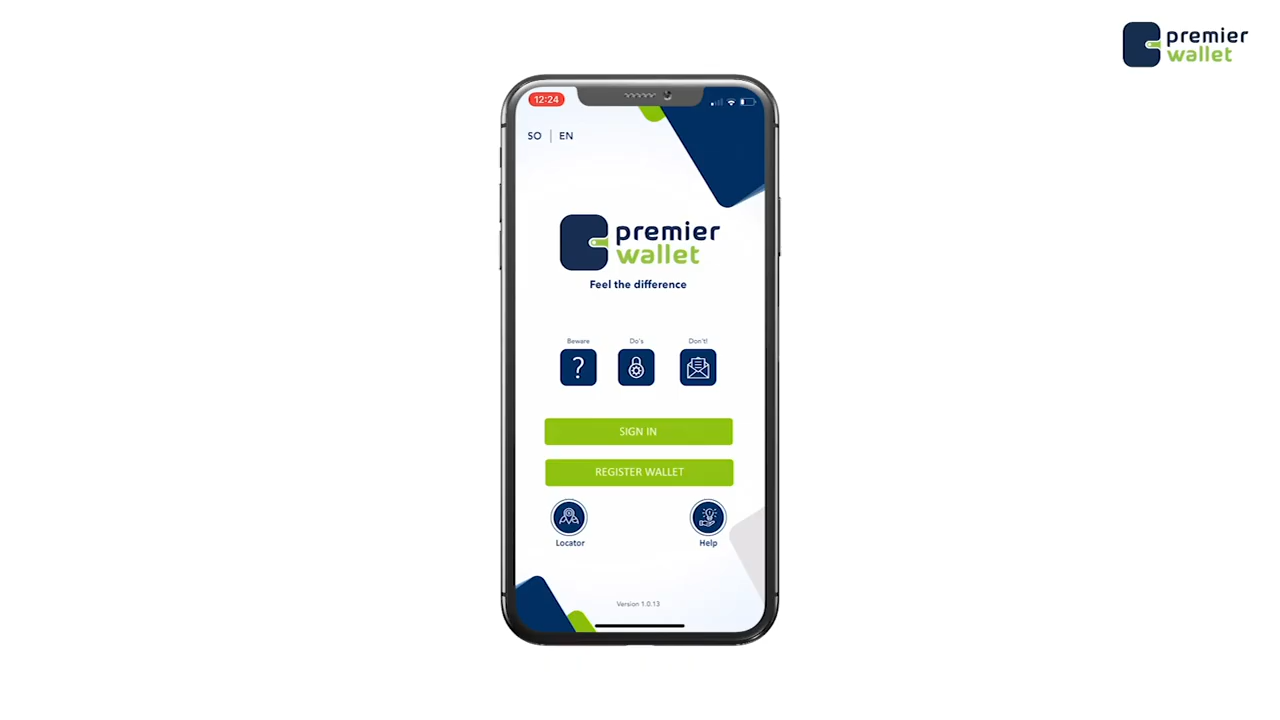 premier
wallet
12:24
SO | EN
premier
wallet
Feel the difference
Beware Do's Don't!
?
SIGN IN
REGISTER WALLET
Locator Help
Version 1.0.13